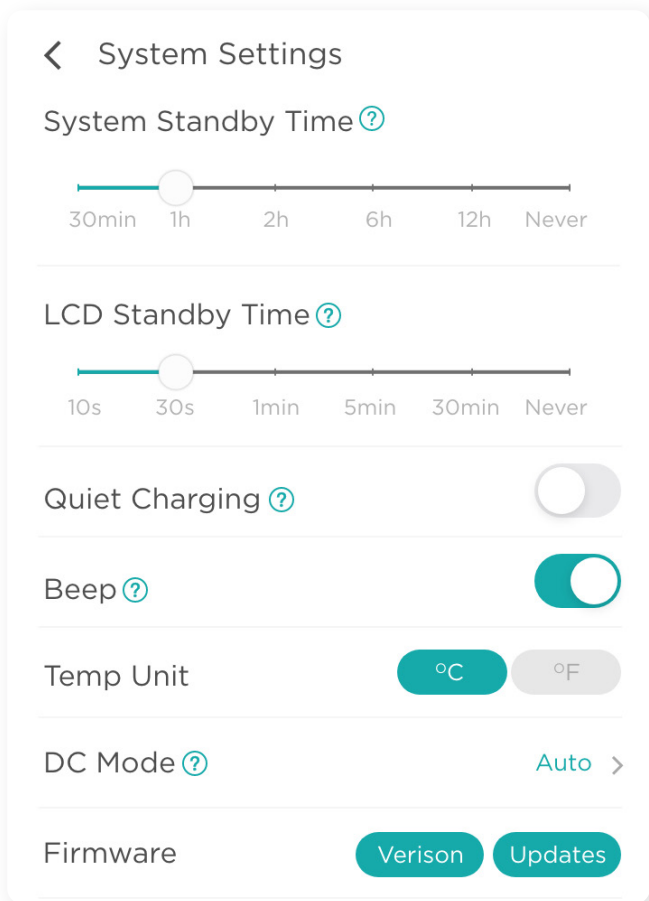 System Settings
System Standby Time ?
30min 1h 2h 6h 12h Never
LCD Standby Time ?
10s 30s 1min 5min 30min Never
Quiet Charging ?
Beep ?
Temp Unit °C °F
DC Mode ? Auto
Firmware Verison Updates